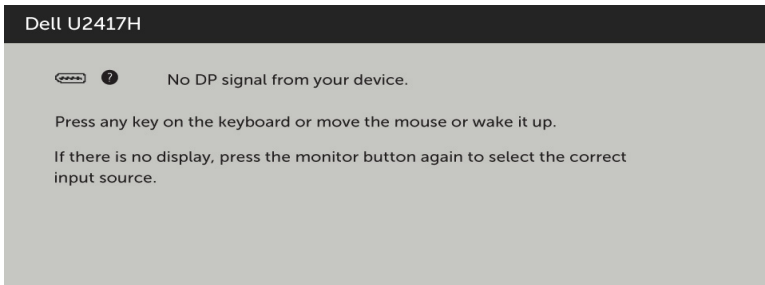 Dell U2417H
? No DP signal from your device.
Press any key on the keyboard or move the mouse or wake it up.
If there is no display, press the monitor button again to select the correct
input source.